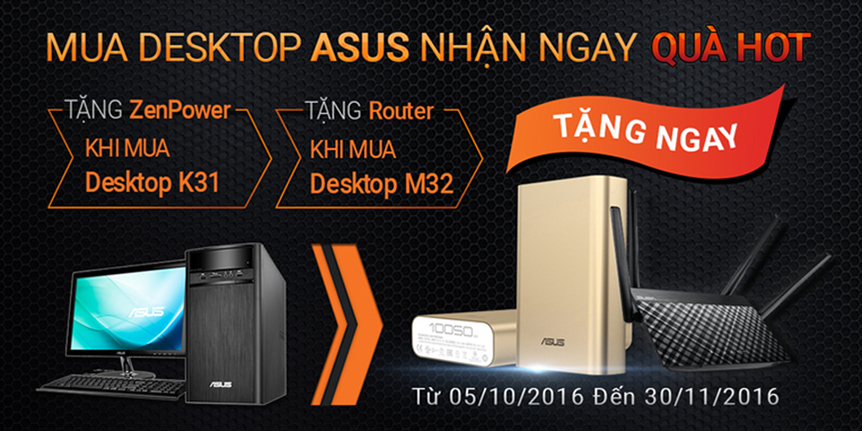 MUA DESKTOP ASUS NHẬN NGAY QUÀ HOT
TẶNG ZenPower
KHI MUA
Desktop K31
TẶNG Router
KHI MUA
Desktop M32
TẶNG NGAY
ASUS
ASUS
10050
ASUS
Từ 05/10/2016 Đến 30/11/2016